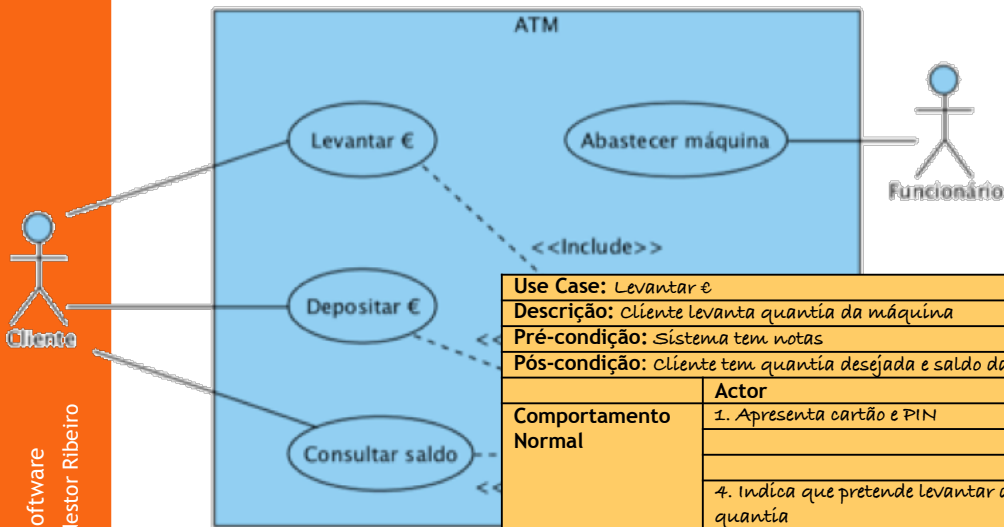 ATM
Levantar €
Abastecer máquina
Funcionário
<<Include>>
Depositar €
Cliente
<<
Consultar saldo
<<
Use Case: Levantar €
Descrição: Cliente levanta quantia da máquina
Pré-condição: Sistema tem notas
Pós-condição: Cliente tem quantia desejada e saldo da
Actor
Comportamento
Normal
1. Apresenta cartão e PIN
4. Indica que pretende levantar
quantia
oftware
estor Ribeiro